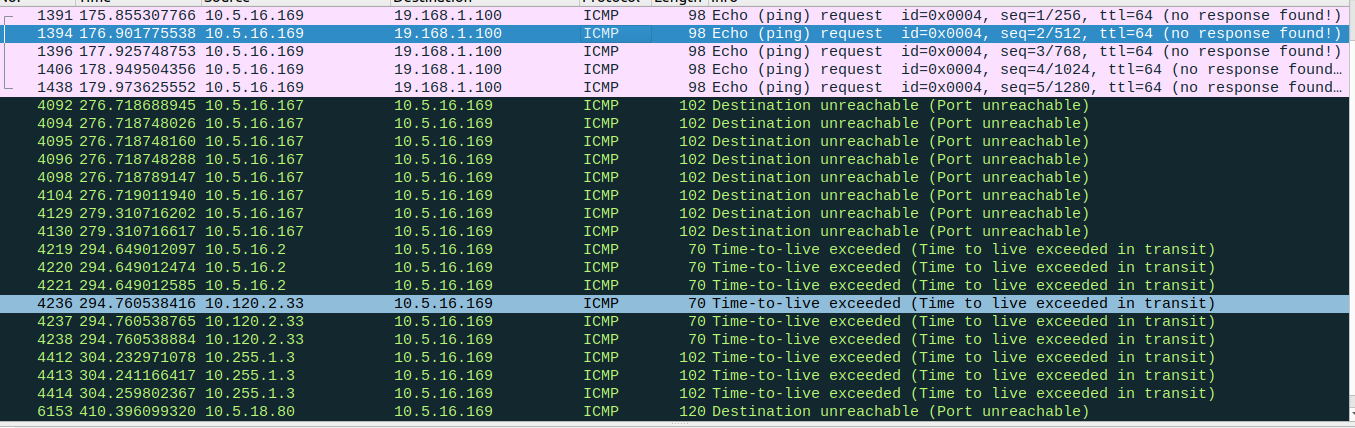 No. Time Source Destination Protocol Length Info
1391 175.855307766 10.5.16.169 19.168.1.100 ICMP 98 Echo (ping) request id=0x0004, seq=1/256, ttl=64 (no response found!)
1394 176.901775538 10.5.16.169 19.168.1.100 ICMP 98 Echo (ping) request id=0x0004, seq=2/512, ttl=64 (no response found!)
1396 177.925748753 10.5.16.169 19.168.1.100 ICMP 98 Echo (ping) request id=0x0004, seq=3/768, ttl=64 (no response found!)
1406 178.949504356 10.5.16.169 19.168.1.100 ICMP 98 Echo (ping) request id=0x0004, seq=4/1024, ttl=64 (no response found…
1438 179.973625552 10.5.16.169 19.168.1.100 ICMP 98 Echo (ping) request id=0x0004, seq=5/1280, ttl=64 (no response found…
4092 276.718688945 10.5.16.167 10.5.16.169 ICMP 102 Destination unreachable (Port unreachable)
4094 276.718748026 10.5.16.167 10.5.16.169 ICMP 102 Destination unreachable (Port unreachable)
4095 276.718748160 10.5.16.167 10.5.16.169 ICMP 102 Destination unreachable (Port unreachable)
4096 276.718748288 10.5.16.167 10.5.16.169 ICMP 102 Destination unreachable (Port unreachable)
4098 276.718789147 10.5.16.167 10.5.16.169 ICMP 102 Destination unreachable (Port unreachable)
4104 276.719011940 10.5.16.167 10.5.16.169 ICMP 102 Destination unreachable (Port unreachable)
4129 279.310716202 10.5.16.167 10.5.16.169 ICMP 102 Destination unreachable (Port unreachable)
4130 279.310716617 10.5.16.167 10.5.16.169 ICMP 102 Destination unreachable (Port unreachable)
4219 294.649012097 10.5.16.2 10.5.16.169 ICMP 70 Time-to-live exceeded (Time to live exceeded in transit)
4220 294.649012474 10.5.16.2 10.5.16.169 ICMP 70 Time-to-live exceeded (Time to live exceeded in transit)
4221 294.649012585 10.5.16.2 10.5.16.169 ICMP 70 Time-to-live exceeded (Time to live exceeded in transit)
4236 294.760538416 10.120.2.33 10.5.16.169 ICMP 70 Time-to-live exceeded (Time to live exceeded in transit)
4237 294.760538765 10.120.2.33 10.5.16.169 ICMP 70 Time-to-live exceeded (Time to live exceeded in transit)
4238 294.760538884 10.120.2.33 10.5.16.169 ICMP 70 Time-to-live exceeded (Time to live exceeded in transit)
4412 304.232971078 10.255.1.3 10.5.16.169 ICMP 102 Time-to-live exceeded (Time to live exceeded in transit)
4413 304.241166417 10.255.1.3 10.5.16.169 ICMP 102 Time-to-live exceeded (Time to live exceeded in transit)
4414 304.259802367 10.255.1.3 10.5.16.169 ICMP 102 Time-to-live exceeded (Time to live exceeded in transit)
6153 410.396099320 10.5.18.80 10.5.16.169 ICMP 120 Destination unreachable (Port unreachable)